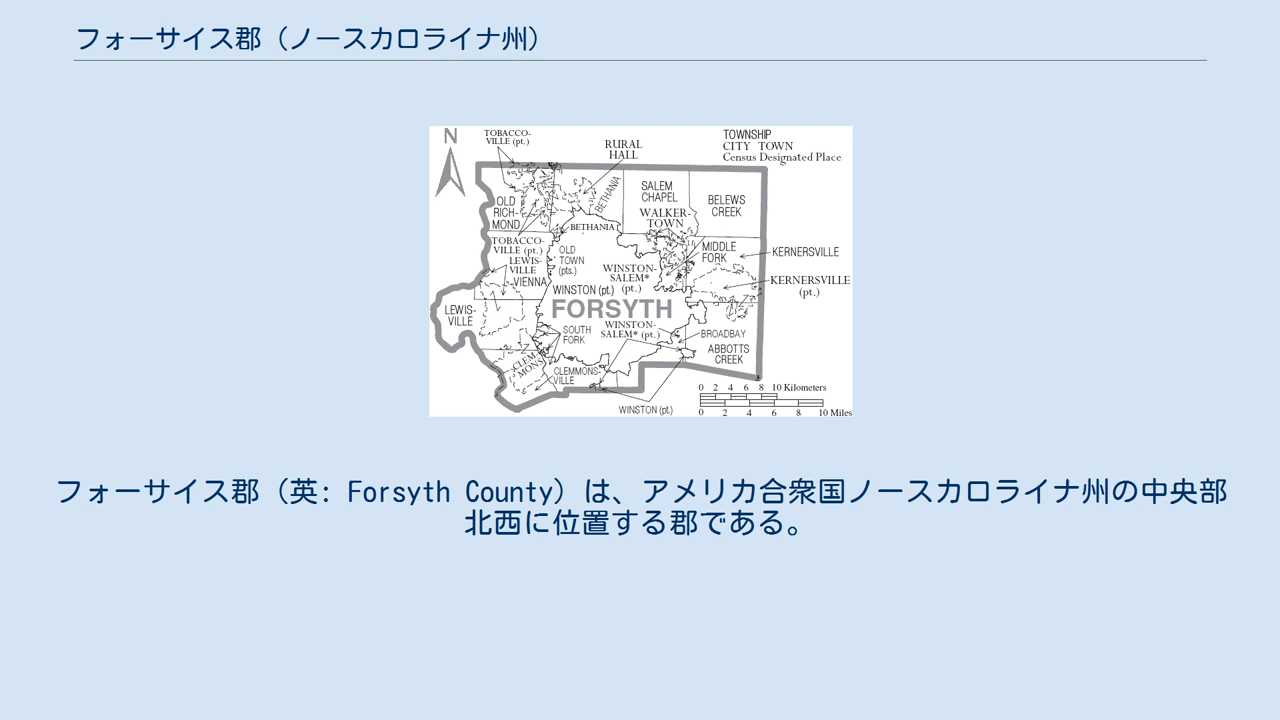 フォーサイス郡（ノースカロライナ州）
N
TOBACCO-
VILLE (pt.)
RURAL
HALL
TOWNSHIP
CITY TOWN
Census Designated Place
OLD
RICH-
MOND
BETHANIA
SALEM
CHAPEL
BELEWS
CREEK
WALKER-
TOWN
BETHANIA
TOBACCO-
VILLE (pt.)
OLD
TOWN
(pts.)
MIDDLE
FORK
KERNERSVILLE
LEWIS-
VILLE
VIENNA
WINSTON-
SALEM*
(pt.)
KERNERSVILLE
(pt.)
WINSTON (pt.)
FORSYTH
LEWIS-
VILLE
SOUTH
FORK
WINSTON-
SALEM* (pt.)
BROADBAY
ABBOTTS
CREEK
CLEM
MONS
CLEMMONS-
VILLE
WINSTON (pt.)
0 2 4 6 8 10 Kilometers
0 2 4 6 8 10 Miles
フォーサイス郡（英: Forsyth County）は、アメリカ合衆国ノースカロライナ州の中央部
北西に位置する郡である。